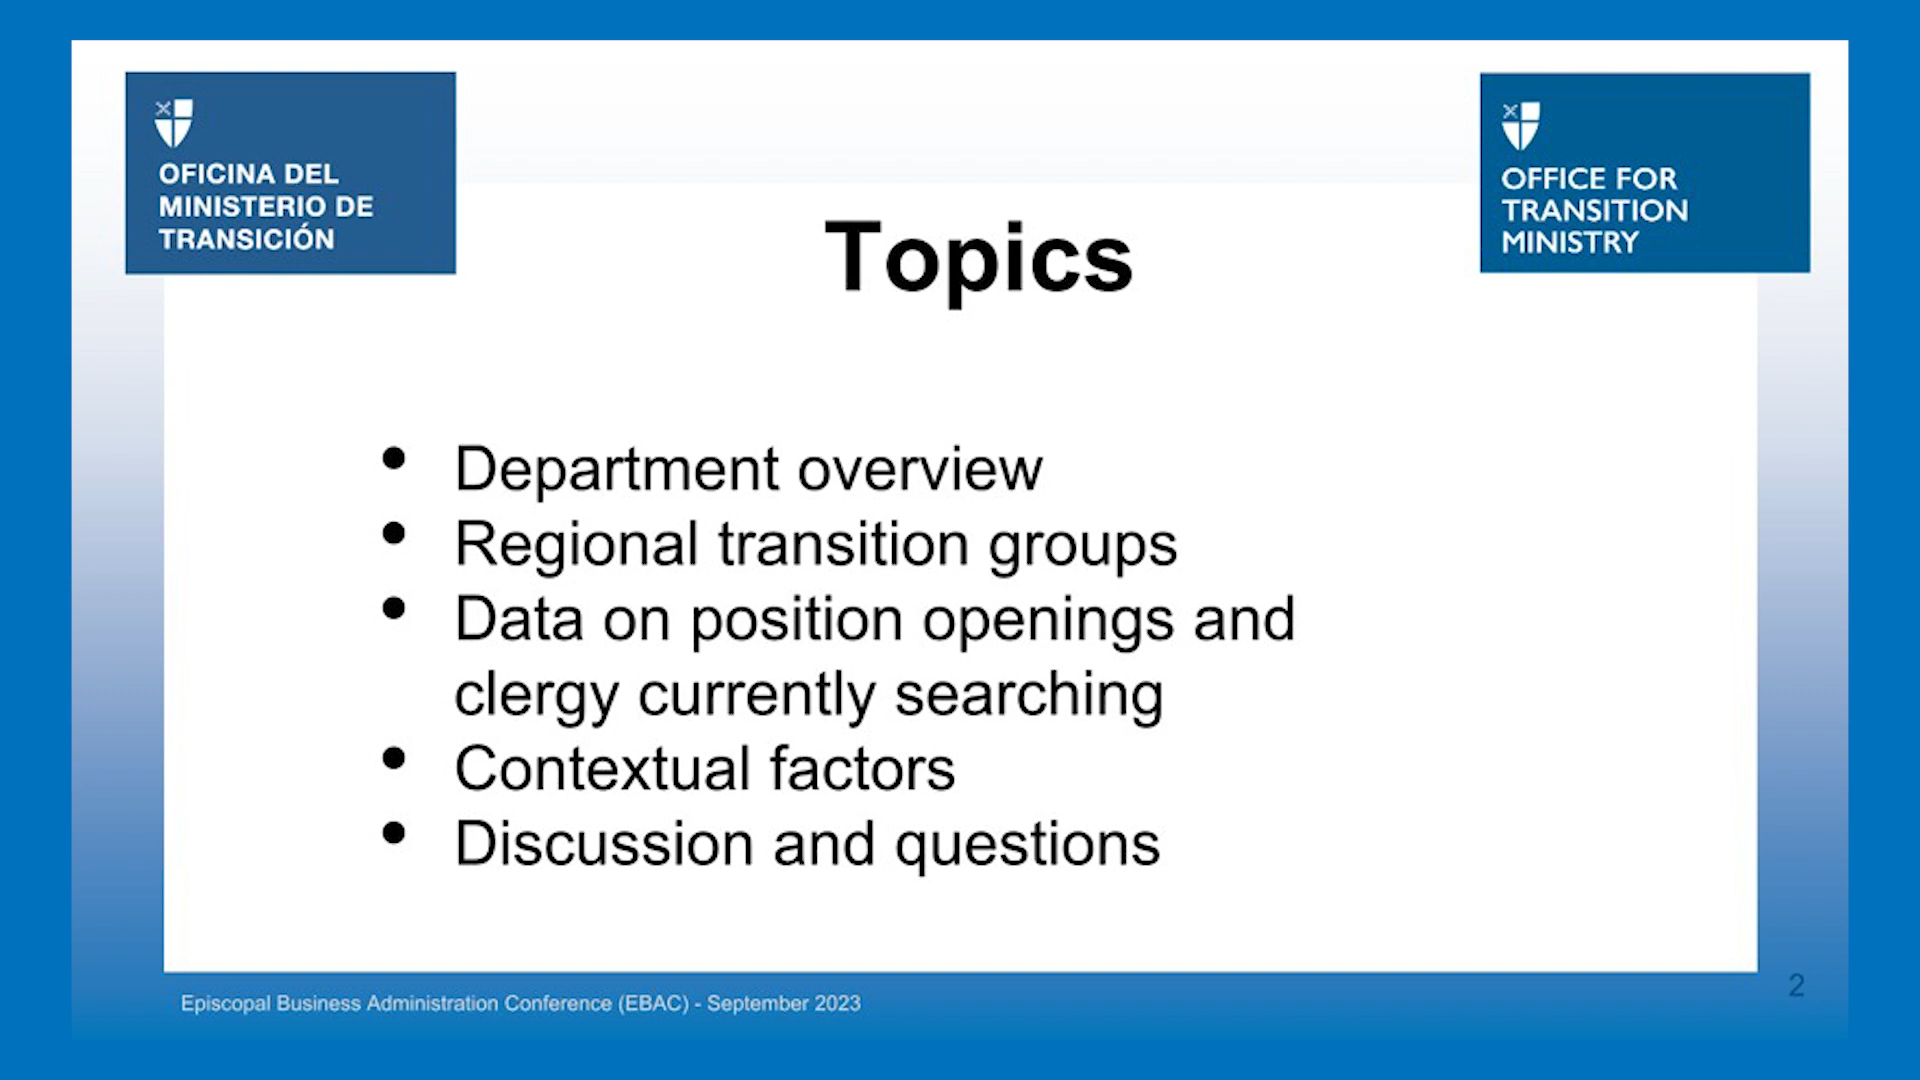 OFICINA DEL
MINISTERIO DE
TRANSICIÓN
OFFICE FOR
TRANSITION
MINISTRY
Topics
• Department overview
• Regional transition groups
• Data on position openings and
clergy currently searching
• Contextual factors
• Discussion and questions
Episcopal Business Administration Conference (EBAC) - September 2023
2